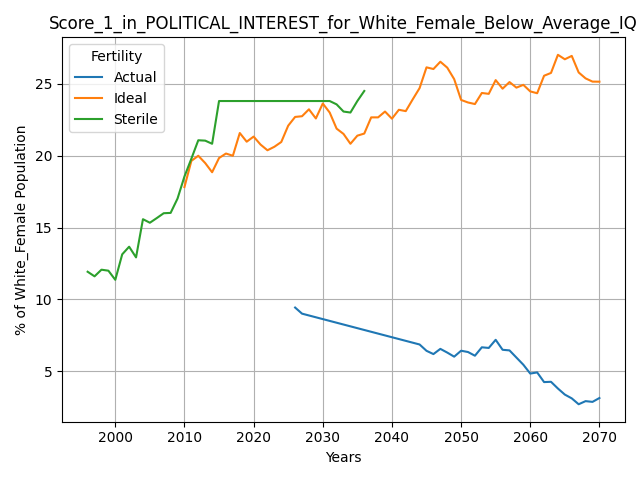 Score_1_in_POLITICAL_INTEREST_for_White_Female_Below_Average_IQ
Fertility
Actual
Ideal
Sterile
% of White_Female Population
25
20
15
10
5
2000
2010
2020
2030
2040
2050
2060
2070
Years